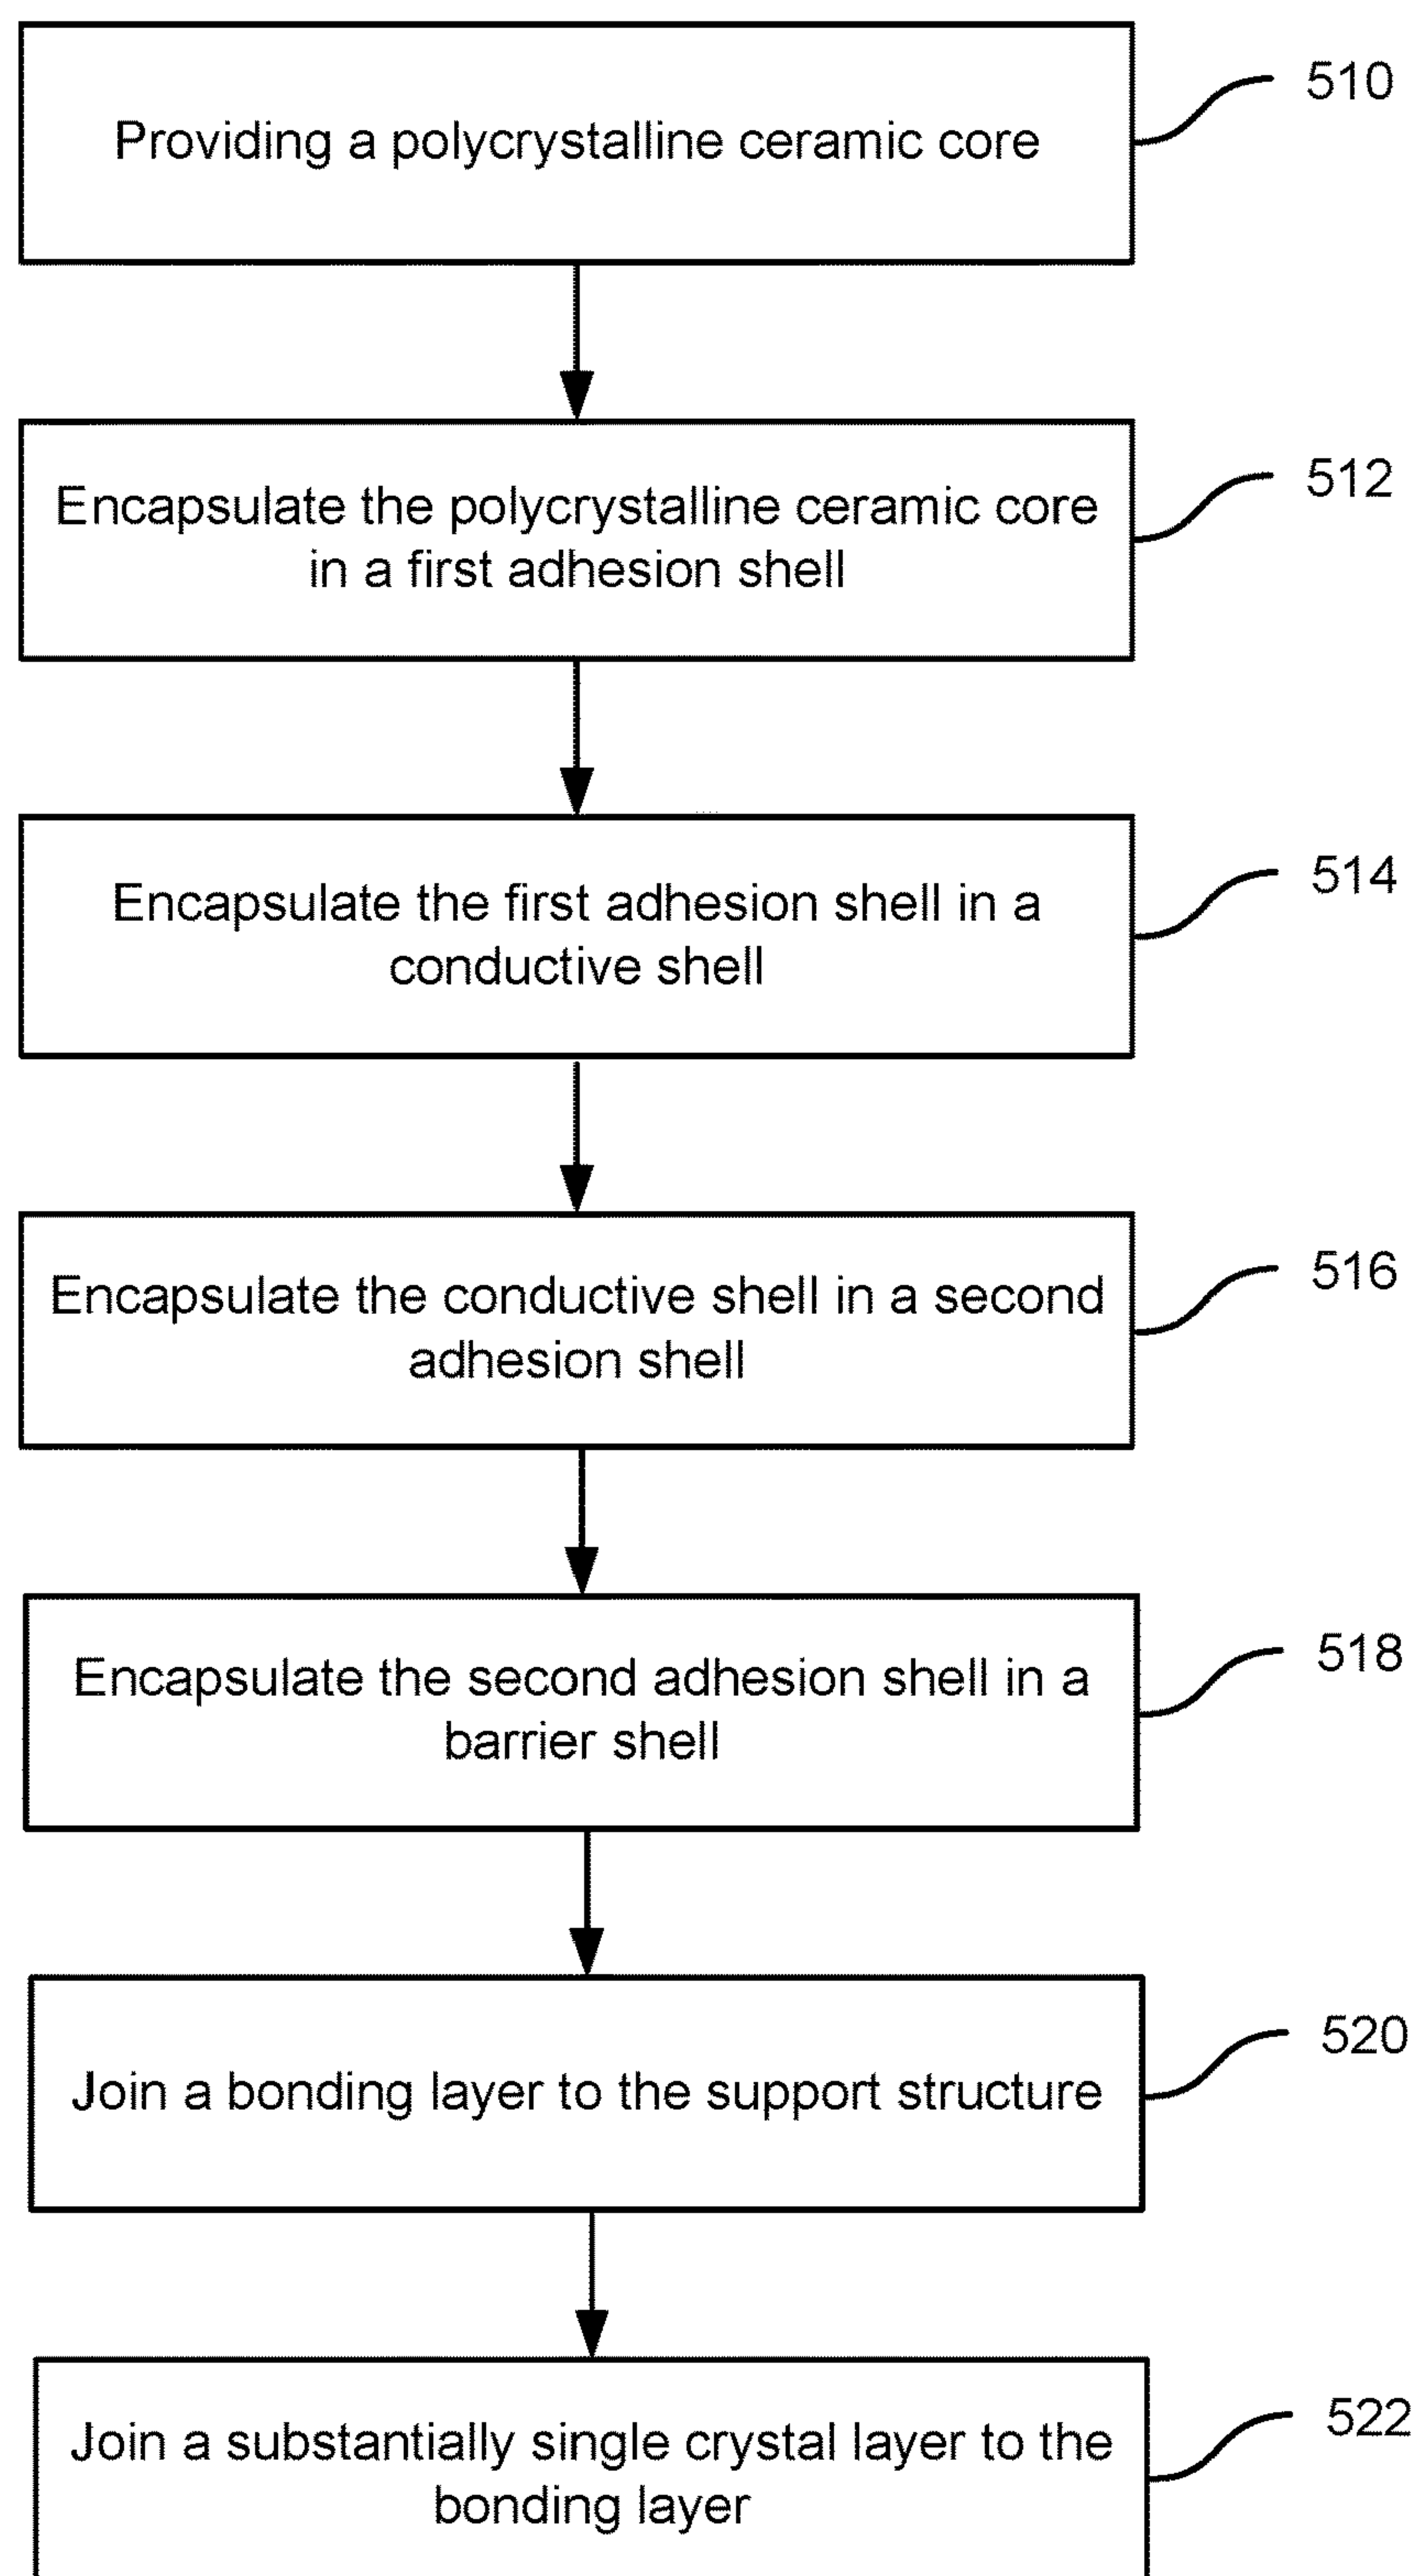 Providing a polycrystalline ceramic core
510
Encapsulate the polycrystalline ceramic core
in a first adhesion shell
512
Encapsulate the first adhesion shell in a
conductive shell
514
Encapsulate the conductive shell in a second
adhesion shell
516
Encapsulate the second adhesion shell in a
barrier shell
518
Join a bonding layer to the support structure
520
Join a substantially single crystal layer to the
bonding layer
522